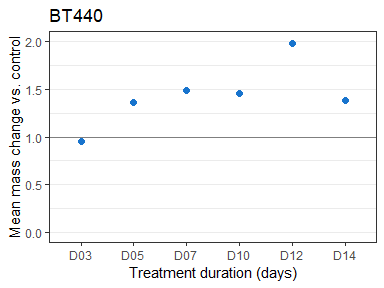 BT440
Mean mass change vs. control
2.0
1.5
1.0
0.5
0.0
D03 D05 D07 D10 D12 D14
Treatment duration (days)